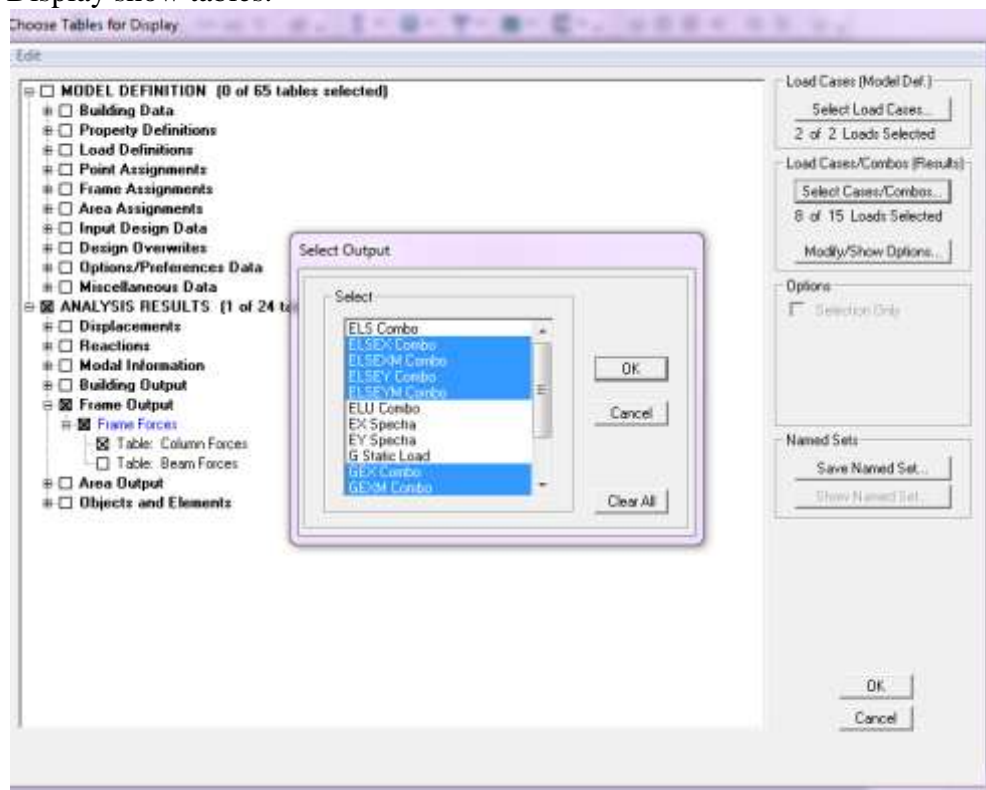 Display show tables.
Choose Tables for Display
Edit
MODEL DEFINITION (0 of 65 tables selected)
Building Data
Property Definitions
Load Definitions
Point Assignments
Frame Assignments
Area Assignments
Input Design Data
Design Overwrites
Options/Preferences Data
Miscellaneous Data
ANALYSIS RESULTS (1 of 24 ta
Displacements
Reactions
Modal Information
Building Output
Frame Output
Frame Forces
Table: Column Forces
Table: Beam Forces
Area Output
Objects and Elements
Select Output
Select
ELS Combo
ELSEX Combo
ELSEXM Combo
ELSEY Combo
ELSEYM Combo
ELU Combo
EX Spectra
EY Spectra
G Static Load
GEX Combo
GEXM Combo
OK
Cancel
Clear All
Load Cases (Model Def.)
Select Load Cases...
2 of 2 Loads Selected
Load Cases/Combos (Results)
Select Cases/Combos...
8 of 15 Loads Selected
Modify/Show Options...
Options
Selection Only
Named Sets
Save Named Set...
Show Named Set...
OK
Cancel